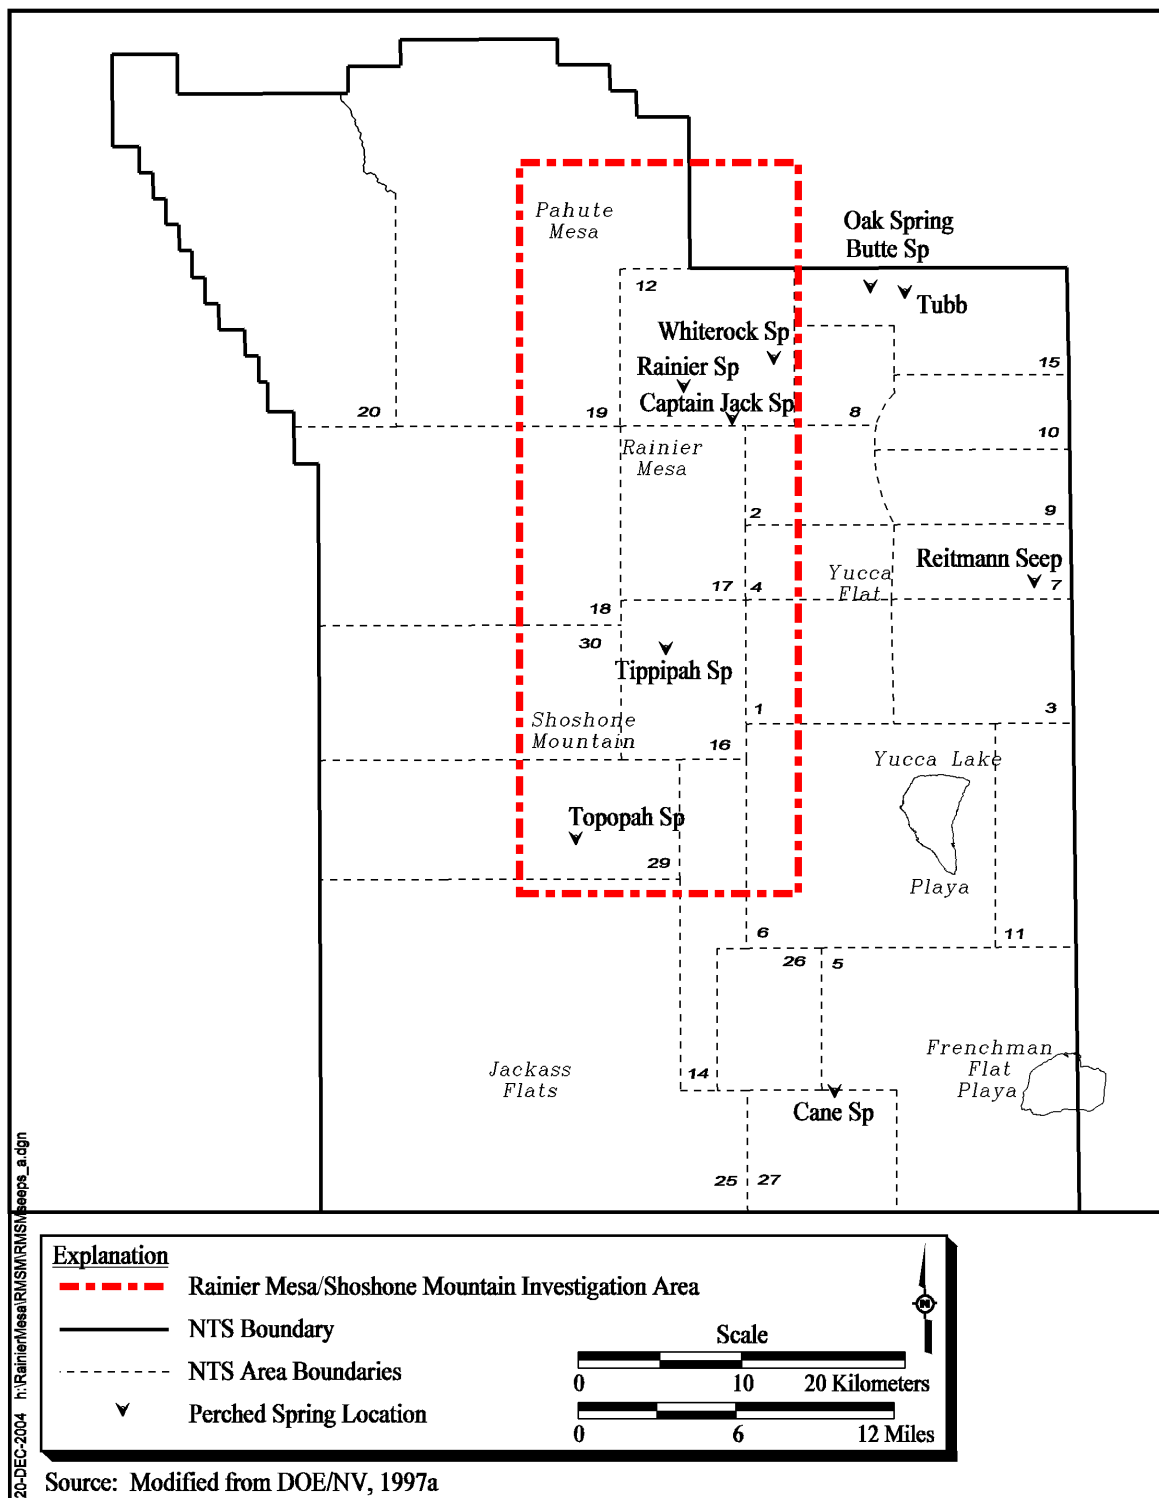 Pahute
Mesa
Oak Spring
Butte Sp
12
Tubb
Whiterock Sp
Rainier Sp
15
Captain Jack Sp
20
19
8
10
Rainier
Mesa
2
9
Reitmann Seep
Yucca
Flat
17
4
7
18
30
Tippipah Sp
1
3
Shoshone
Mountain
16
Yucca Lake
Topopah Sp
29
Playa
6
11
26
5
Frenchman
Flat
Playa
Jackass
Flats
14
Cane Sp
25
27
20-DEC-2004 h:\RainierMesa\RMSM\RMSMseeps_a.dgn
Explanation
Rainier Mesa/Shoshone Mountain Investigation Area
NTS Boundary
NTS Area Boundaries
Perched Spring Location
N
Scale
0 10 20 Kilometers
0 6 12 Miles
Source: Modified from DOE/NV, 1997a